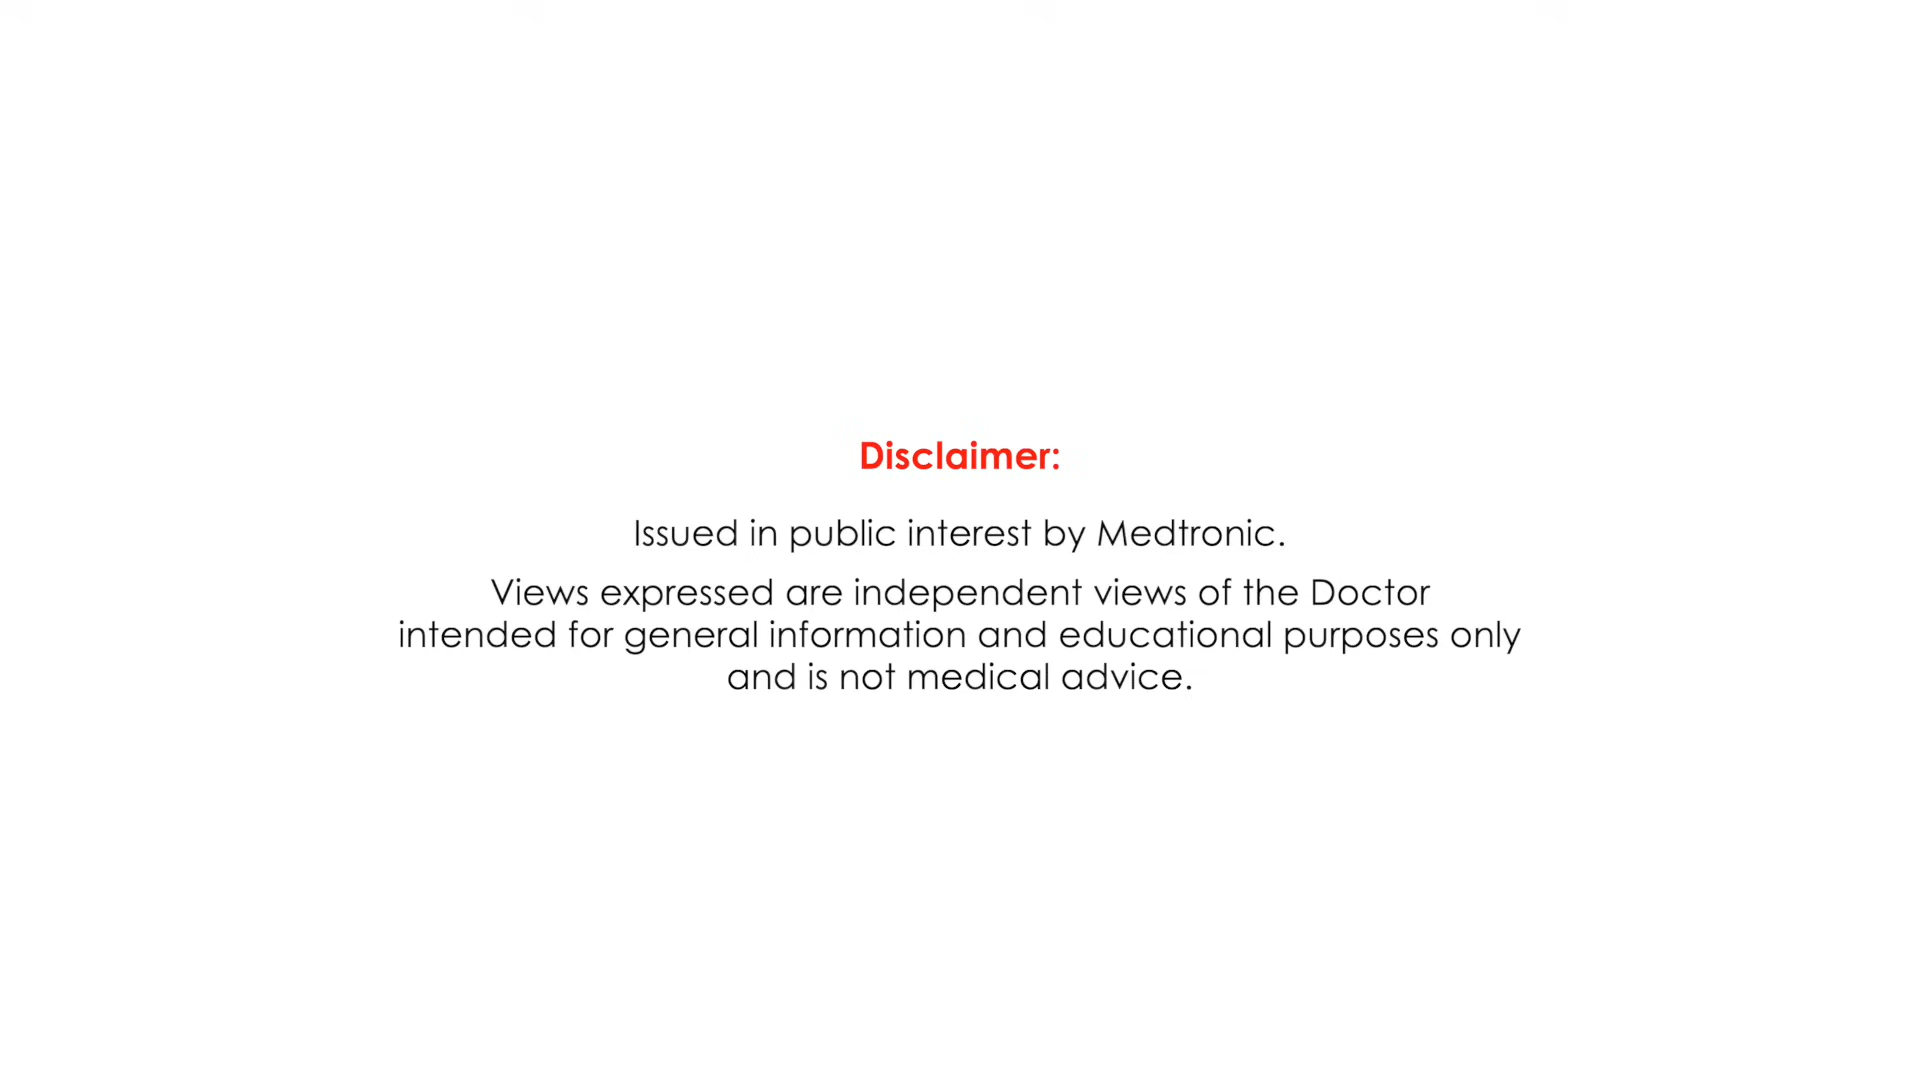 Disclaimer:
Issued in public interest by Medtronic.
Views expressed are independent views of the Doctor
intended for general information and educational purposes only
and is not medical advice.